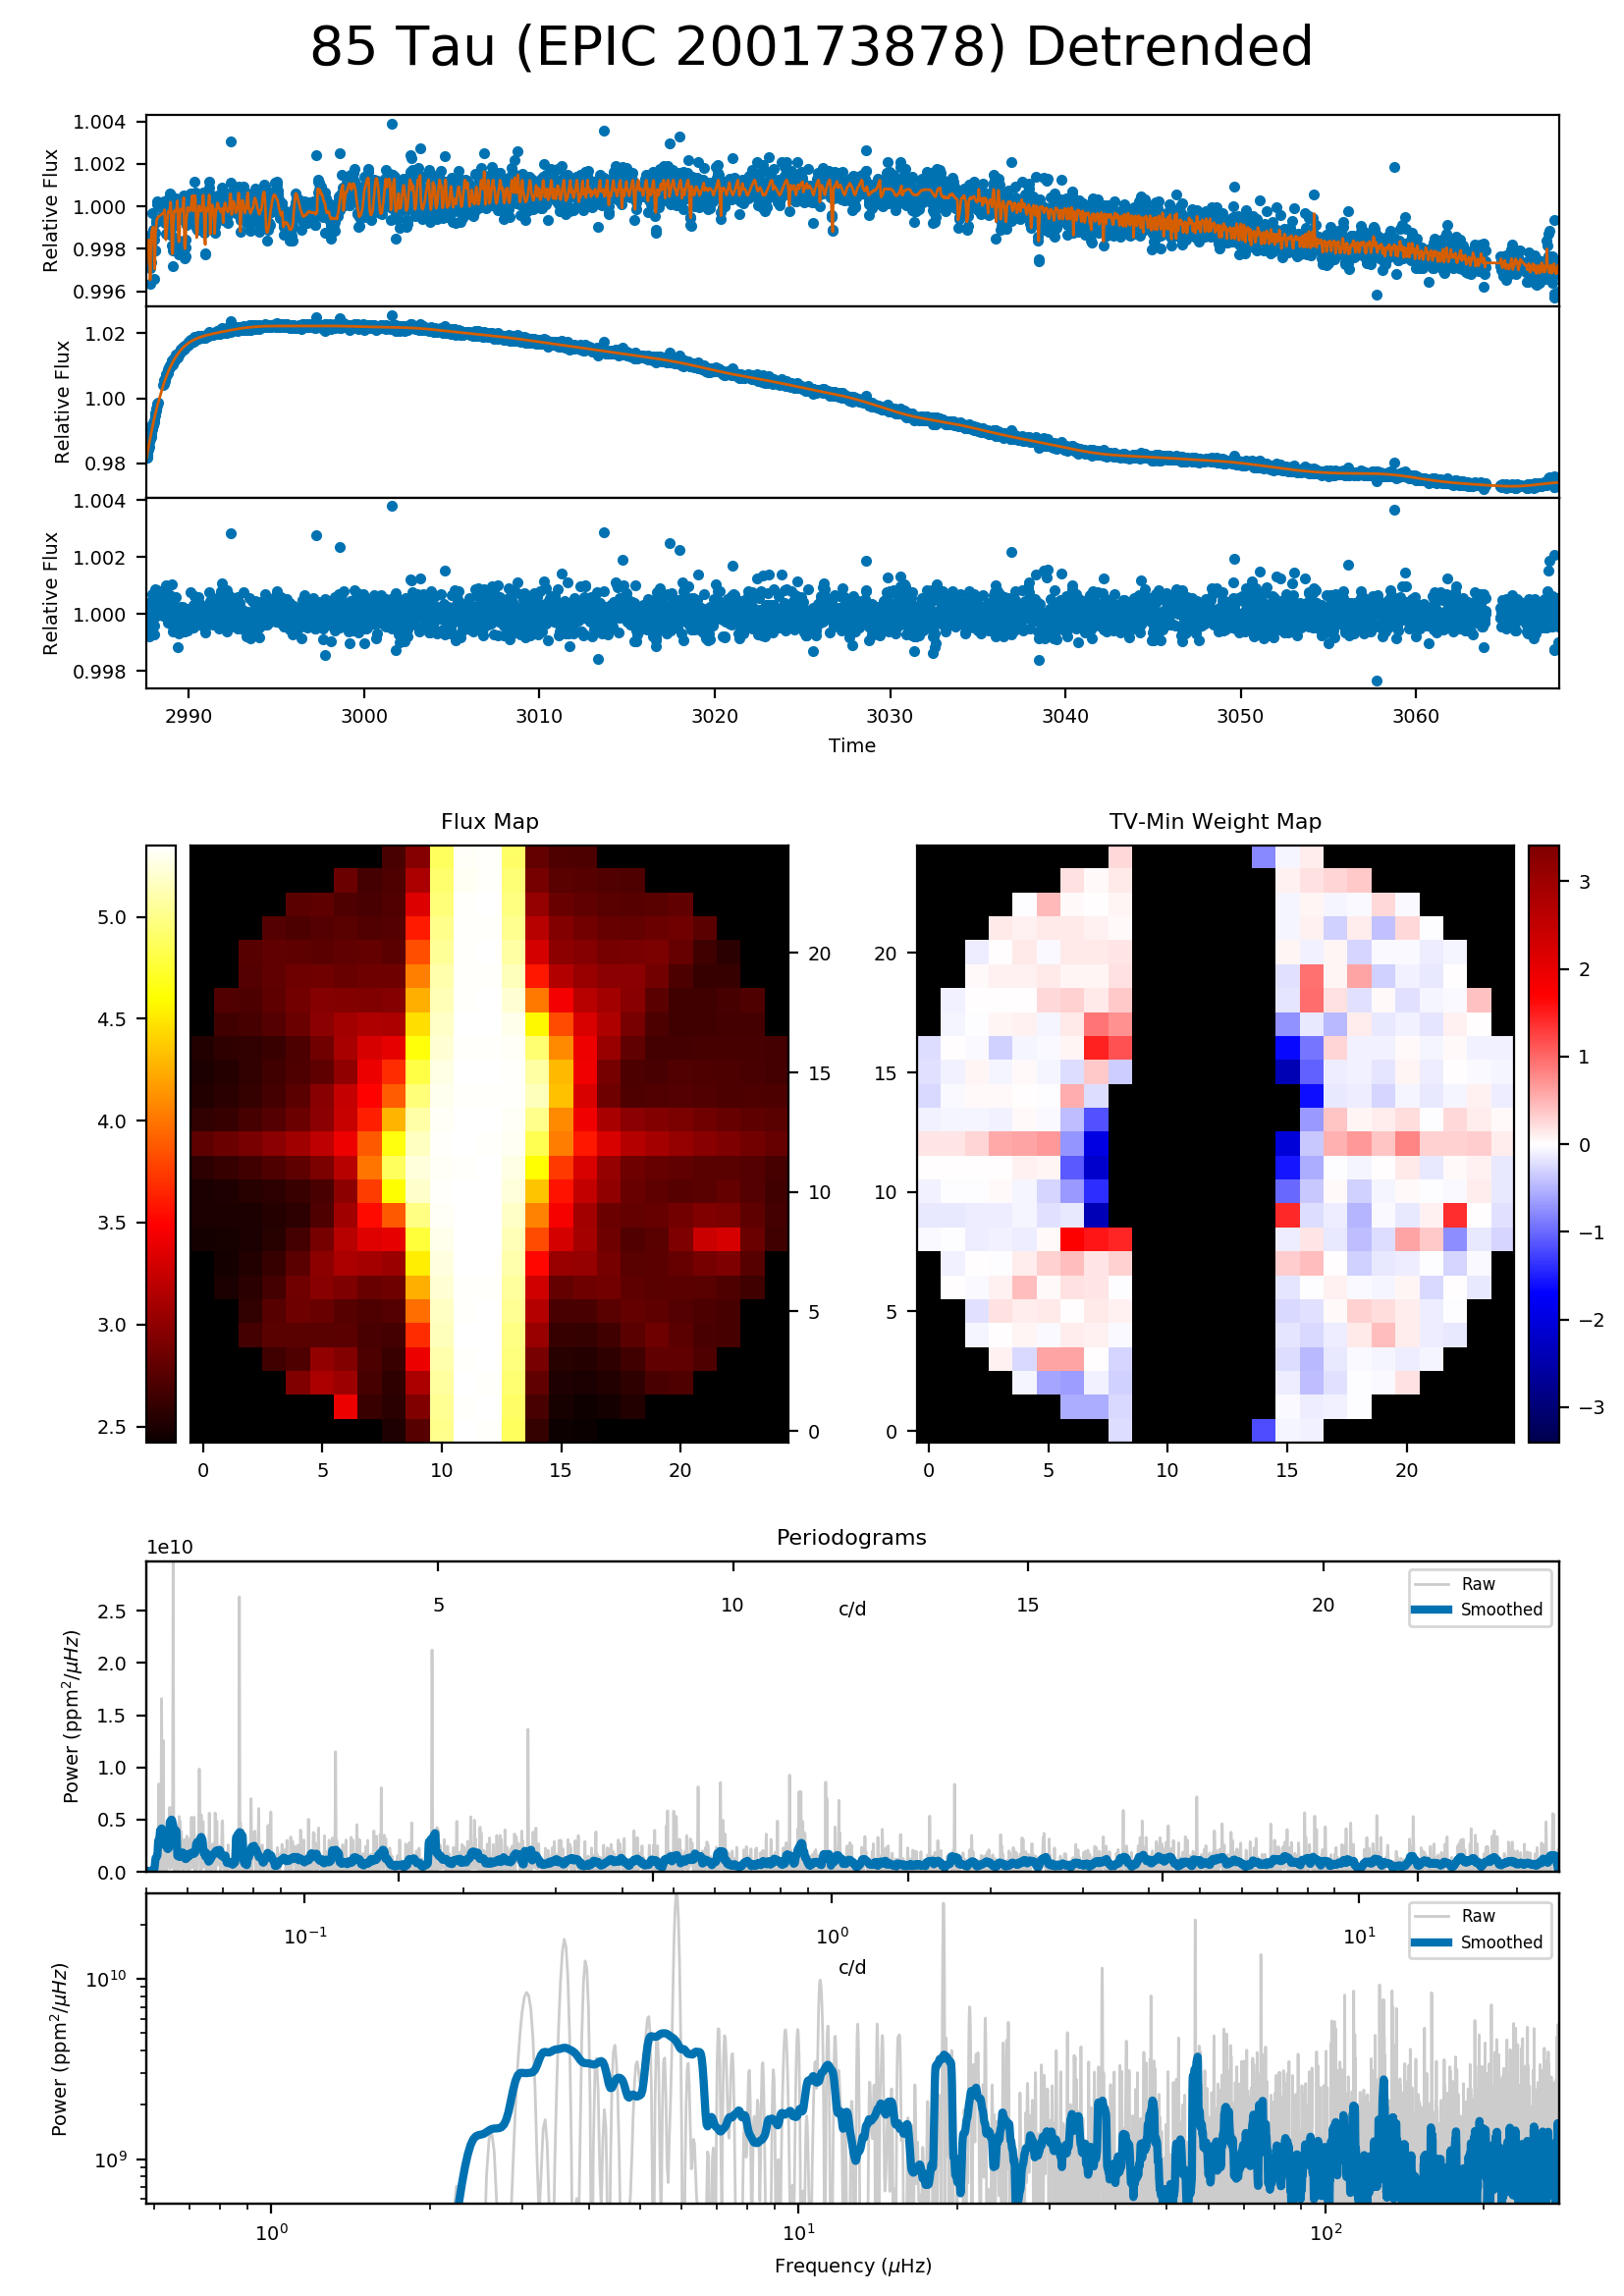 85 Tau (EPIC 200173878) Detrended
1.004
1.002
1.000
0.998
0.996
Relative Flux
1.02
1.00
0.98
Relative Flux
1.004
1.002
1.000
0.998
Relative Flux
2990 3000 3010 3020 3030 3040 3050 3060
Time
Flux Map
5.0
4.5
4.0
3.5
3.0
2.5
20
15
10
5
0
0 5 10 15 20
TV-Min Weight Map
20
15
10
5
0
0 5 10 15 20
3
2
1
0
−1
−2
−3
Periodograms
1e10
5 10 15 20
c/d
Raw
Smoothed
2.5
2.0
1.5
1.0
0.5
0.0
Power (ppm²/μHz)
10⁻¹ 10⁰ 10¹
c/d
Raw
Smoothed
10¹⁰
10⁹
Power (ppm²/μHz)
10⁰ 10¹ 10²
Frequency (μHz)